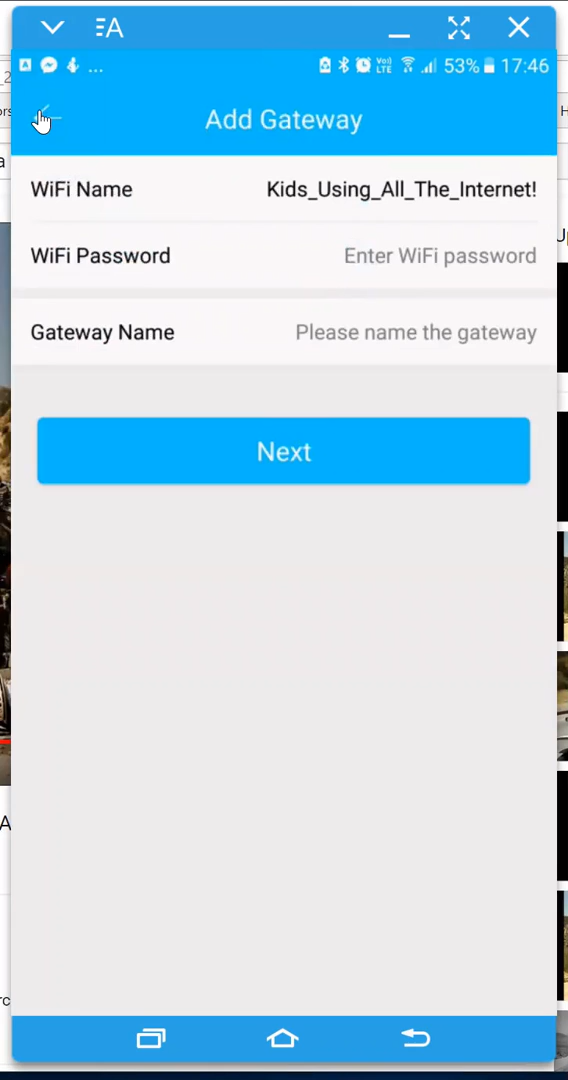 A
53% 17:46
Add Gateway
WiFi Name Kids_Using_All_The_Internet!
WiFi Password Enter WiFi password
Gateway Name Please name the gateway
Next